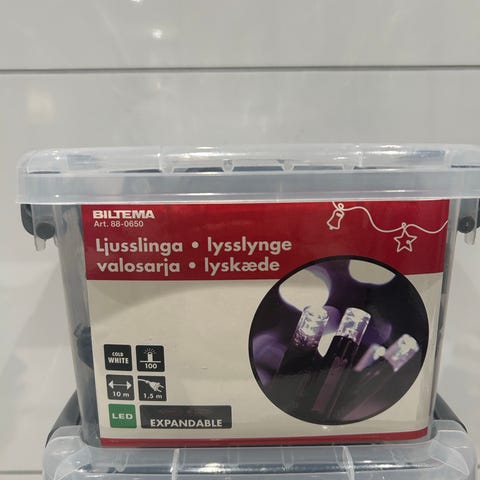 BILTEMA
Art. 88-0650
Ljusslinga • lysslynge
valosarja • lyskæde
COLD
WHITE
100
10 m
1,5 m
LED
EXPANDABLE